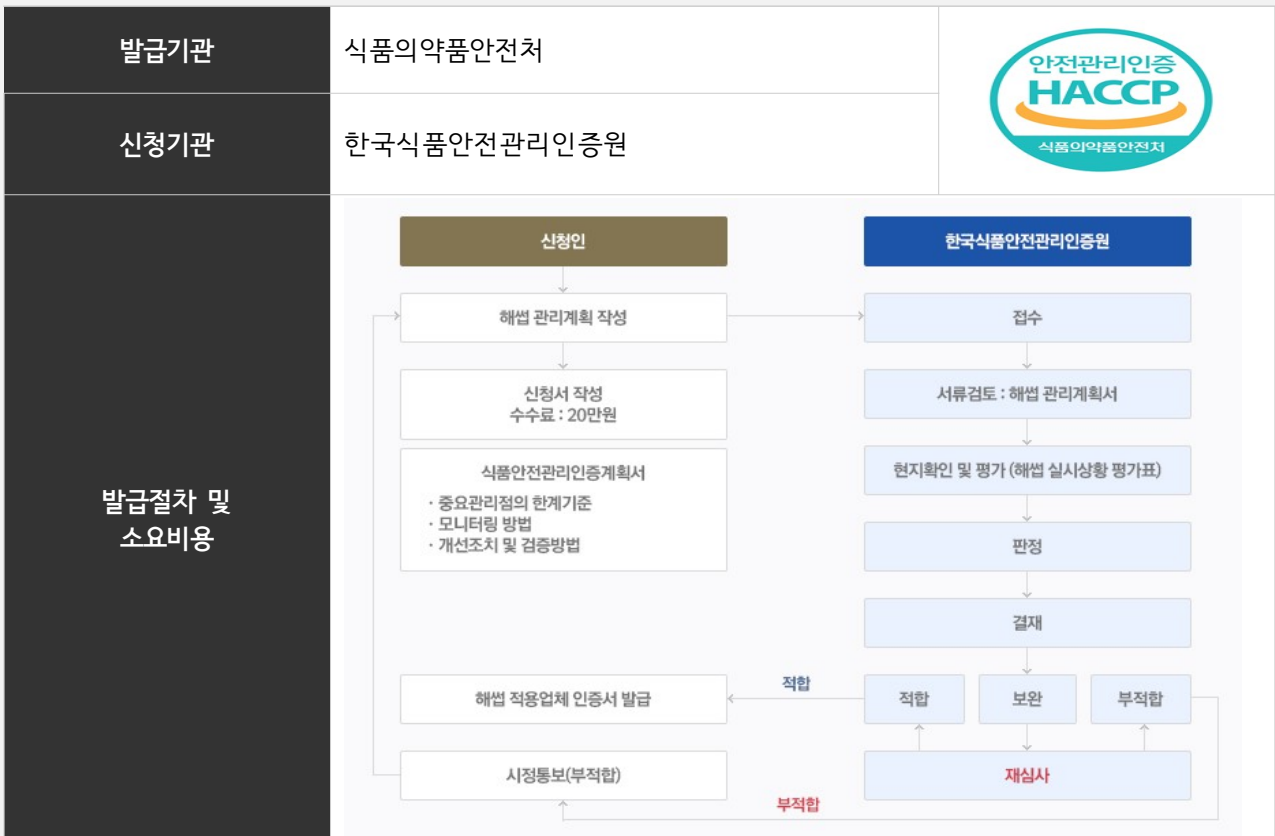 발급기관
식품의약품안전처
안전관리인증
HACCP
식품의약품안전처
신청기관
한국식품안전관리인증원
발급절차 및
소요비용
신청인
해썹 관리계획 작성
신청서 작성
수수료 : 20만원
식품안전관리인증계획서
· 중요관리점의 한계기준
· 모니터링 방법
· 개선조치 및 검증방법
해썹 적용업체 인증서 발급
시정통보(부적합)
한국식품안전관리인증원
접수
서류검토 : 해썹 관리계획서
현지확인 및 평가 (해썹 실시상황 평가표)
판정
결재
적합
적합
보완
부적합
재심사
부적합